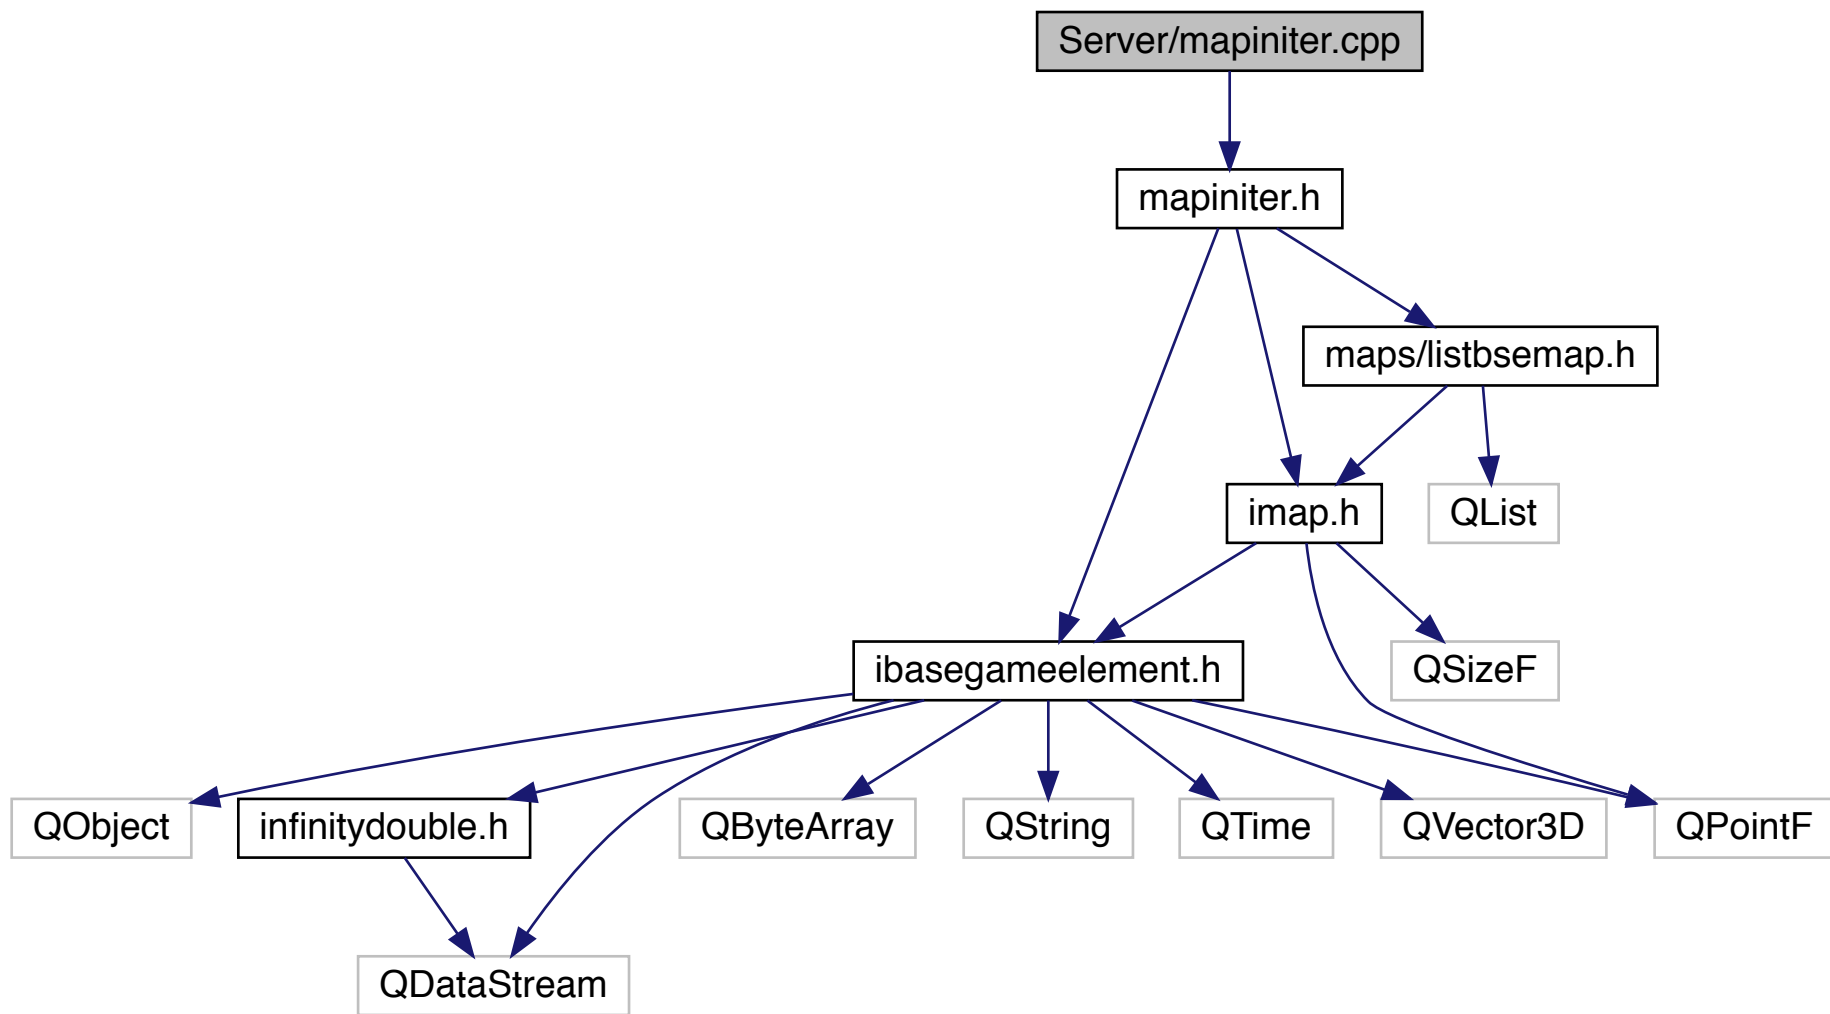 Server/mapiniter.cpp
mapiniter.h
maps/listbsemap.h
imap.h
QList
ibasegameelement.h
QSizeF
QObject
infinitydouble.h
QByteArray
QString
QTime
QVector3D
QPointF
QDataStream